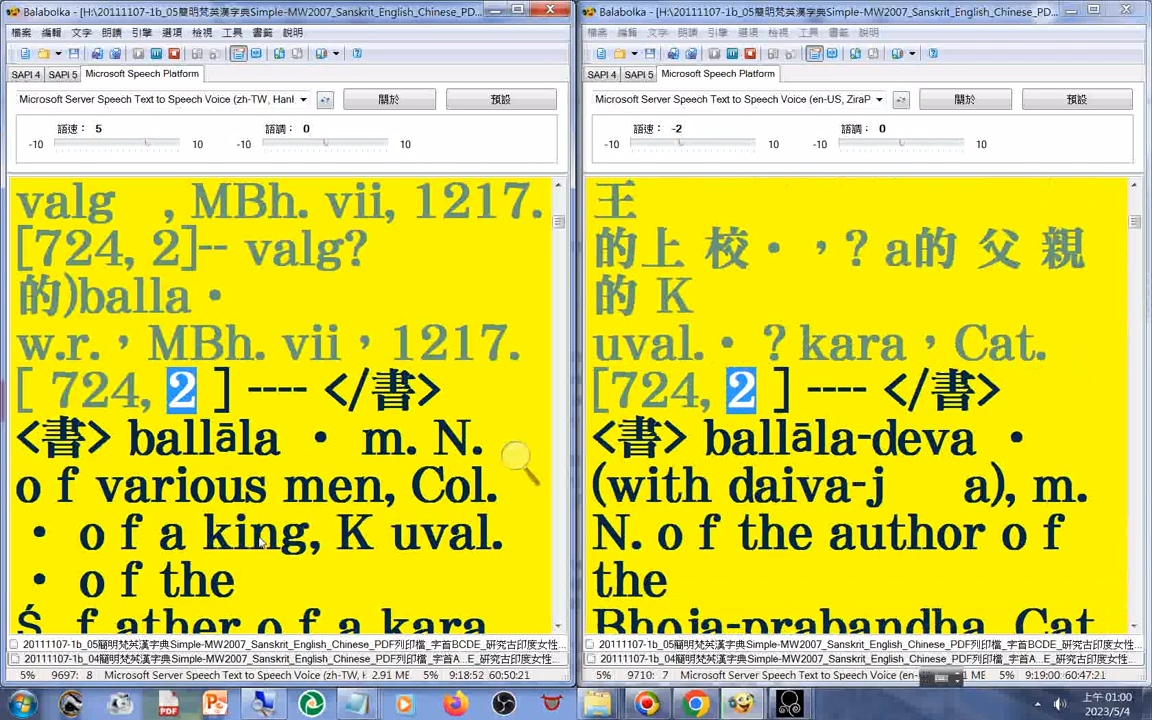 Balabolka - [H:\20111107-1b_05簡明梵英漢字典Simple-MW2007_Sanskrit_English_Chinese_PD...
檔案 編輯 文字 朗讀 引擎 選項 檢視 工具 書籤 說明
SAPI 4 SAPI 5 Microsoft Speech Platform
Microsoft Server Speech Text to Speech Voice (zh-TW, Hanl
關於
預設
語速： 5
語調： 0
-10 10 -10 10
valg , MBh. vii, 1217.
[724, 2]-- valg?
的)balla •
w.r. , MBh. vii , 1217.
[ 724, 2 ] ---- </書>
<書> ballāla • m. N.
o f various men, Col.
• o f a king, K uval.
• o f the
Ś f ather o f a kara
20111107-1b_05簡明梵英漢字典Simple-MW2007_Sanskrit_English_Chinese_PDF列印檔_字首BCDE_研究古印度女性...
20111107-1b_04簡明梵英漢字典Simple-MW2007_Sanskrit_English_Chinese_PDF列印檔_字首A...E_研究古印度女性...
5% 9697: 8 Microsoft Server Speech Text to Speech Voice (zh-TW, 2.91 MB 5% 9:18:52 60:50:21
Balabolka - [H:\20111107-1b_05簡明梵英漢字典Simple-MW2007_Sanskrit_English_Chinese_PD...
檔案 編輯 文字 朗讀 引擎 選項 檢視 工具 書籤 說明
SAPI 4 SAPI 5 Microsoft Speech Platform
Microsoft Server Speech Text to Speech Voice (en-US, ZiraP
關於
預設
語速： -2
語調： 0
-10 10 -10 10
王
的上 校 • , ? a的 父 親
的 K
uval. • ? kara , Cat.
[724, 2 ] ---- </書>
<書> ballāla-deva •
(with daiva-j a), m.
N. o f the author o f
the
Bhoja-prabandha, Cat
20111107-1b_05簡明梵英漢字典Simple-MW2007_Sanskrit_English_Chinese_PDF列印檔_字首BCDE_研究古印度女性...
20111107-1b_04簡明梵英漢字典Simple-MW2007_Sanskrit_English_Chinese_PDF列印檔_字首A...E_研究古印度女性...
5% 9710: 7 Microsoft Server Speech Text to Speech Voice MB 5% 9:19:00 60:47:21
上午 01:00
2023/5/4